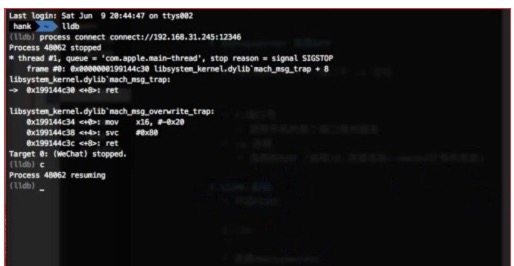 Last login: Sat Jun  9 20:44:47 on ttys002
hank ~ lldb
(lldb) process connect connect://192.168.31.245:12346
Process 48062 stopped
* thread #1, queue = 'com.apple.main-thread', stop reason = signal SIGSTOP
    frame #0: 0x0000000199144c30 libsystem_kernel.dylib`mach_msg_trap + 8
libsystem_kernel.dylib`mach_msg_trap:
->  0x199144c30 <+8>: ret

libsystem_kernel.dylib`mach_msg_overwrite_trap:
    0x199144c34 <+0>: mov    x16, #-0x20
    0x199144c38 <+4>: svc    #0x80
    0x199144c3c <+8>: ret
Target 0: (WeChat) stopped.
(lldb) c
Process 48062 resuming
(lldb) _